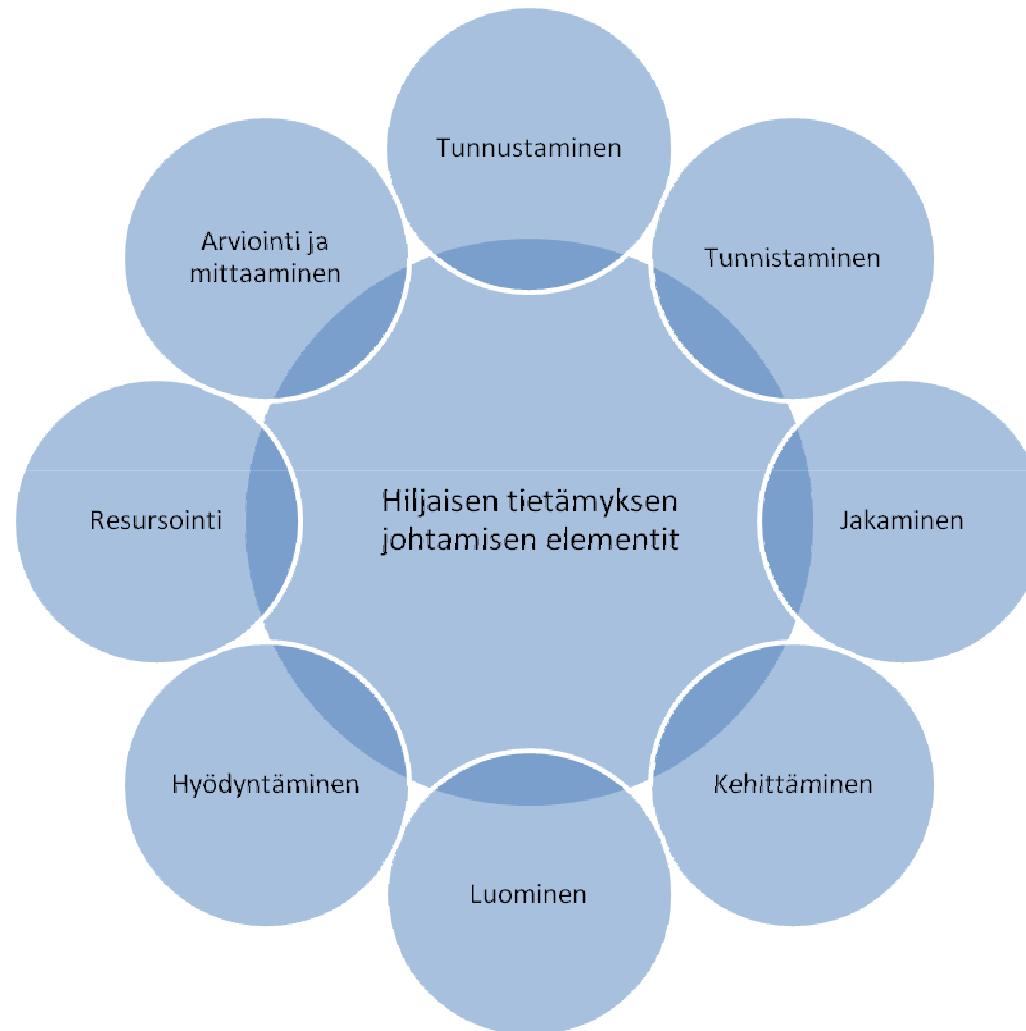 Tunnustaminen
Tunnistaminen
Jakaminen
Kehittäminen
Luominen
Hyödyntäminen
Resursointi
Arviointi ja
mittaaminen
Hiljaisen tietämyksen
johtamisen elementit